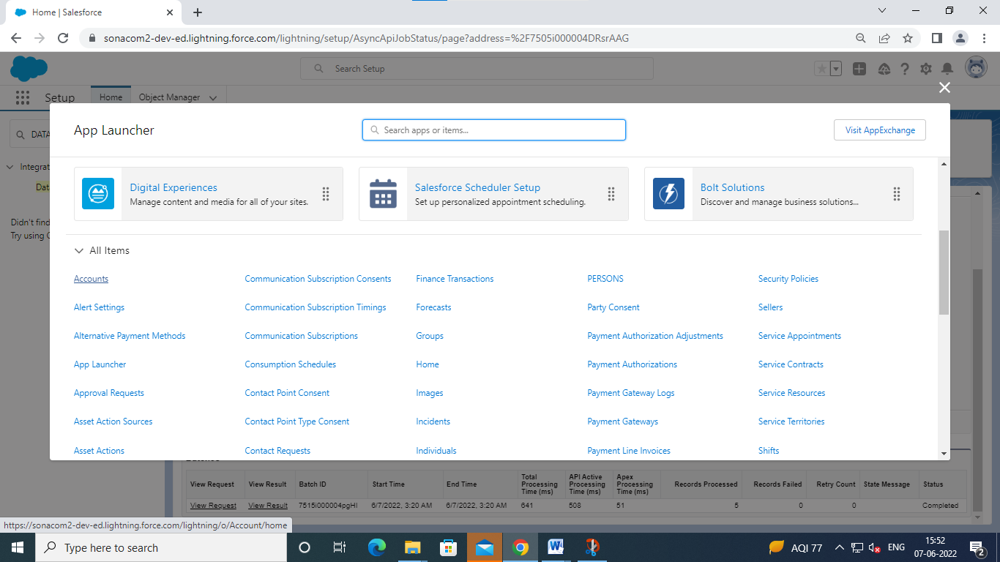 Home | Salesforce
sonacom2-dev-ed.lightning.force.com/lightning/setup/AsyncApiJobStatus/page?address=%2F7505i000004DRsrAAG
Search Setup
Setup
Home
Object Manager
DATA
Integrat
Dat
Didn't find
Try using
App Launcher
Search apps or items...
Visit AppExchange
Digital Experiences
Manage content and media for all of your sites.
Salesforce Scheduler Setup
Set up personalized appointment scheduling.
Bolt Solutions
Discover and manage business solutions...
All Items
Accounts Communication Subscription Consents Finance Transactions PERSONS Security Policies
Alert Settings Communication Subscription Timings Forecasts Party Consent Sellers
Alternative Payment Methods Communication Subscriptions Groups Payment Authorization Adjustments Service Appointments
App Launcher Consumption Schedules Home Payment Authorizations Service Contracts
Approval Requests Contact Point Consent Images Payment Gateway Logs Service Resources
Asset Action Sources Contact Point Type Consent Incidents Payment Gateways Service Territories
Asset Actions Contact Requests Individuals Payment Line Invoices Shifts
View Request View Result Batch ID Start Time End Time Total Processing Time (ms) API Active Processing Time (ms) Apex Processing Time (ms) Records Processed Records Failed Retry Count State Message Status
View Request View Result 7515i000004pgHI 6/7/2022, 3:20 AM 6/7/2022, 3:20 AM 641 508 51 5 0 0 Completed
https://sonacom2-dev-ed.lightning.force.com/lightning/o/Account/home
Type here to search
AQI 77
ENG
15:52
07-06-2022
2